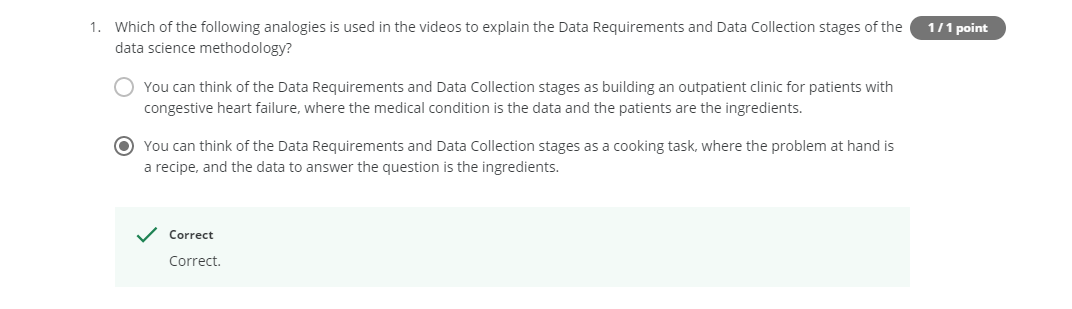 1. Which of the following analogies is used in the videos to explain the Data Requirements and Data Collection stages of the
data science methodology?
1 / 1 point
You can think of the Data Requirements and Data Collection stages as building an outpatient clinic for patients with
congestive heart failure, where the medical condition is the data and the patients are the ingredients.
You can think of the Data Requirements and Data Collection stages as a cooking task, where the problem at hand is
a recipe, and the data to answer the question is the ingredients.
Correct
Correct.